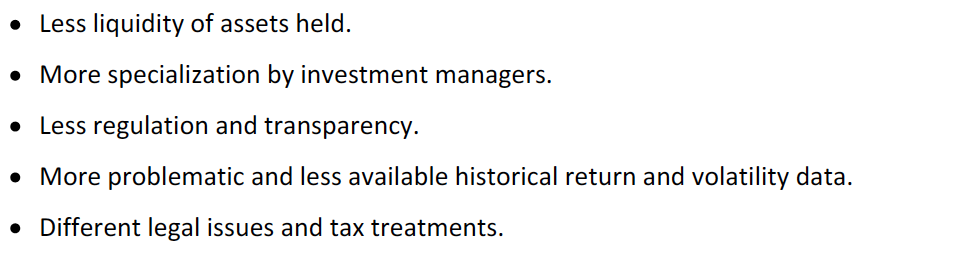 • Less liquidity of assets held.
• More specialization by investment managers.
• Less regulation and transparency.
• More problematic and less available historical return and volatility data.
• Different legal issues and tax treatments.